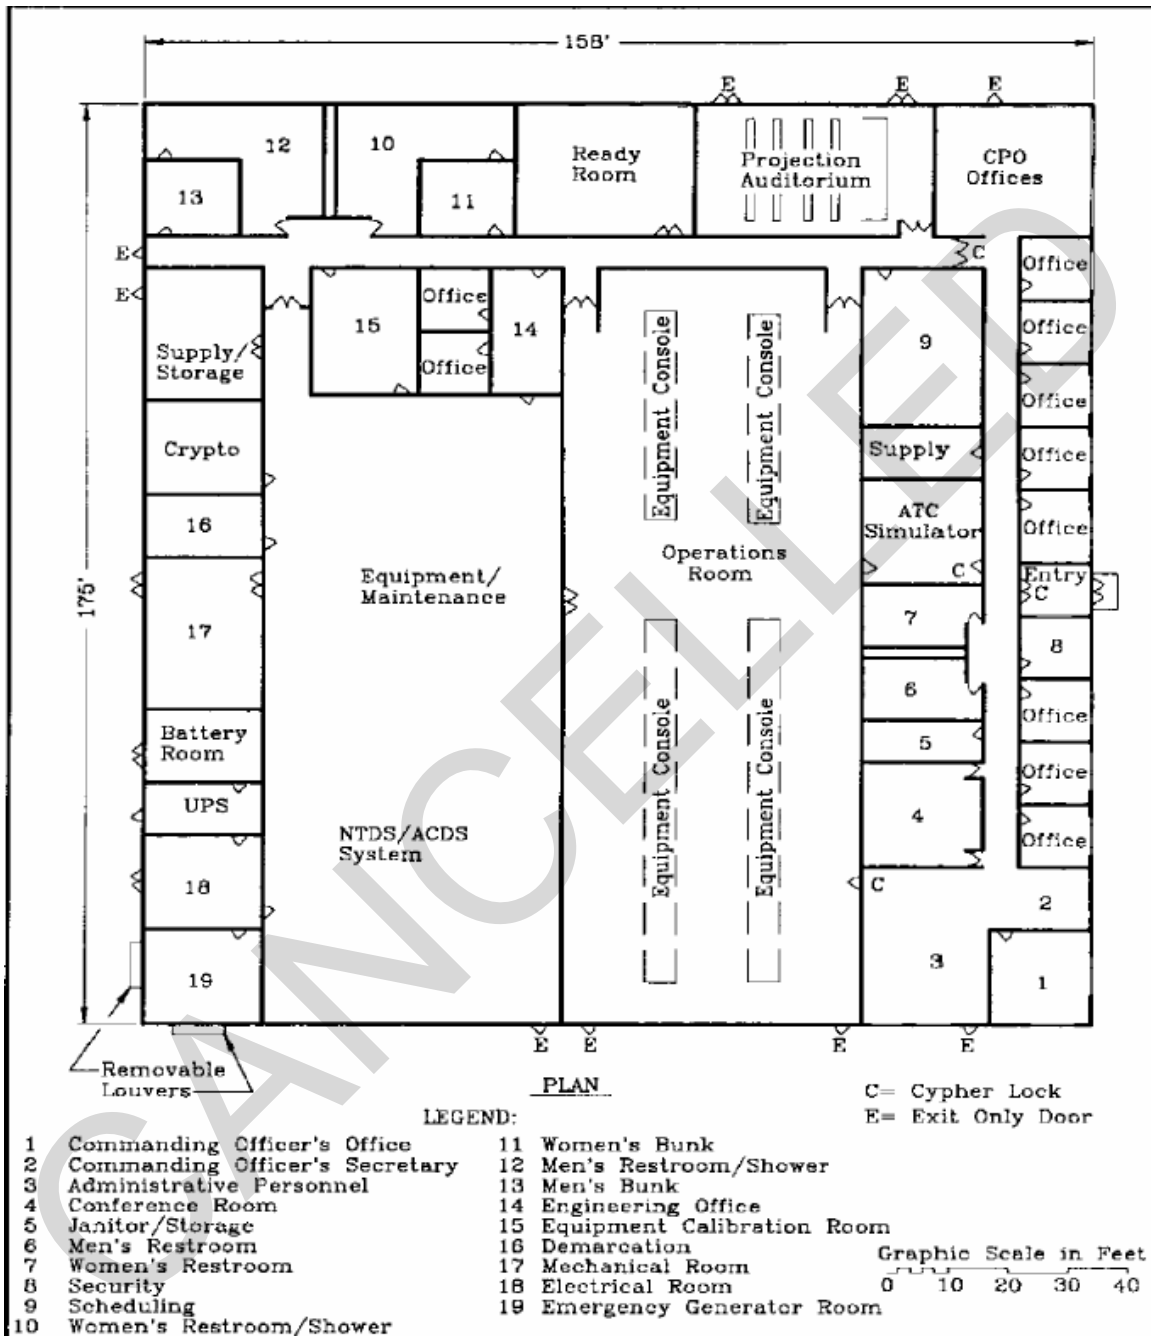 158'
E
E
E
12
10
Ready
Room
Projection
Auditorium
CPO
Offices
13
11
E
C
Office
E
15
Office
14
Office
Supply/
Storage
Office
Equipment Console
Equipment Console
9
Office
Crypto
Supply
Office
16
ATC
Simulator
Office
175'
Equipment/
Maintenance
Operations
Room
C
Entry
C
17
7
8
6
Office
Battery
Room
5
Office
UPS
4
NTDS/ACDS
System
Equipment Console
Equipment Console
Office
18
C
2
19
3
1
E
E
E
E
Removable
Louvers
PLAN
C= Cypher Lock
E= Exit Only Door
LEGEND:
1 Commanding Officer's Office
2 Commanding Officer's Secretary
3 Administrative Personnel
4 Conference Room
5 Janitor/Storage
6 Men's Restroom
7 Women's Restroom
8 Security
9 Scheduling
10 Women's Restroom/Shower
11 Women's Bunk
12 Men's Restroom/Shower
13 Men's Bunk
14 Engineering Office
15 Equipment Calibration Room
16 Demarcation
17 Mechanical Room
18 Electrical Room
19 Emergency Generator Room
Graphic Scale in Feet
0 10 20 30 40
CANCELLED